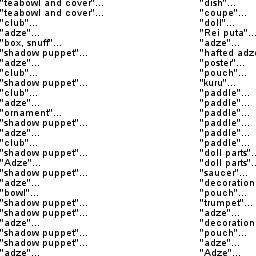 "teabowl and cover"... "dish"...
"teabowl and cover"... "coupe"...
"club"... "doll"...
"adze"... "Rei puta"...
"box, snuff"... "adze"...
"shadow puppet"... "hafted adze
"adze"... "poster"...
"club"... "pouch"...
"shadow puppet"... "kuru"...
"club"... "paddle"...
"adze"... "paddle"...
"ornament"... "paddle"...
"shadow puppet"... "paddle"...
"adze"... "paddle"...
"club"... "paddle"...
"shadow puppet"... "doll parts"..
"Adze"... "doll parts"..
"shadow puppet"... "saucer"...
"adze"... "decoration
"bowl"... "pouch"...
"shadow puppet"... "trumpet"...
"shadow puppet"... "adze"...
"adze"... "decoration
"shadow puppet"... "pouch"...
"shadow puppet"... "adze"...
"adze"... "Adze"...